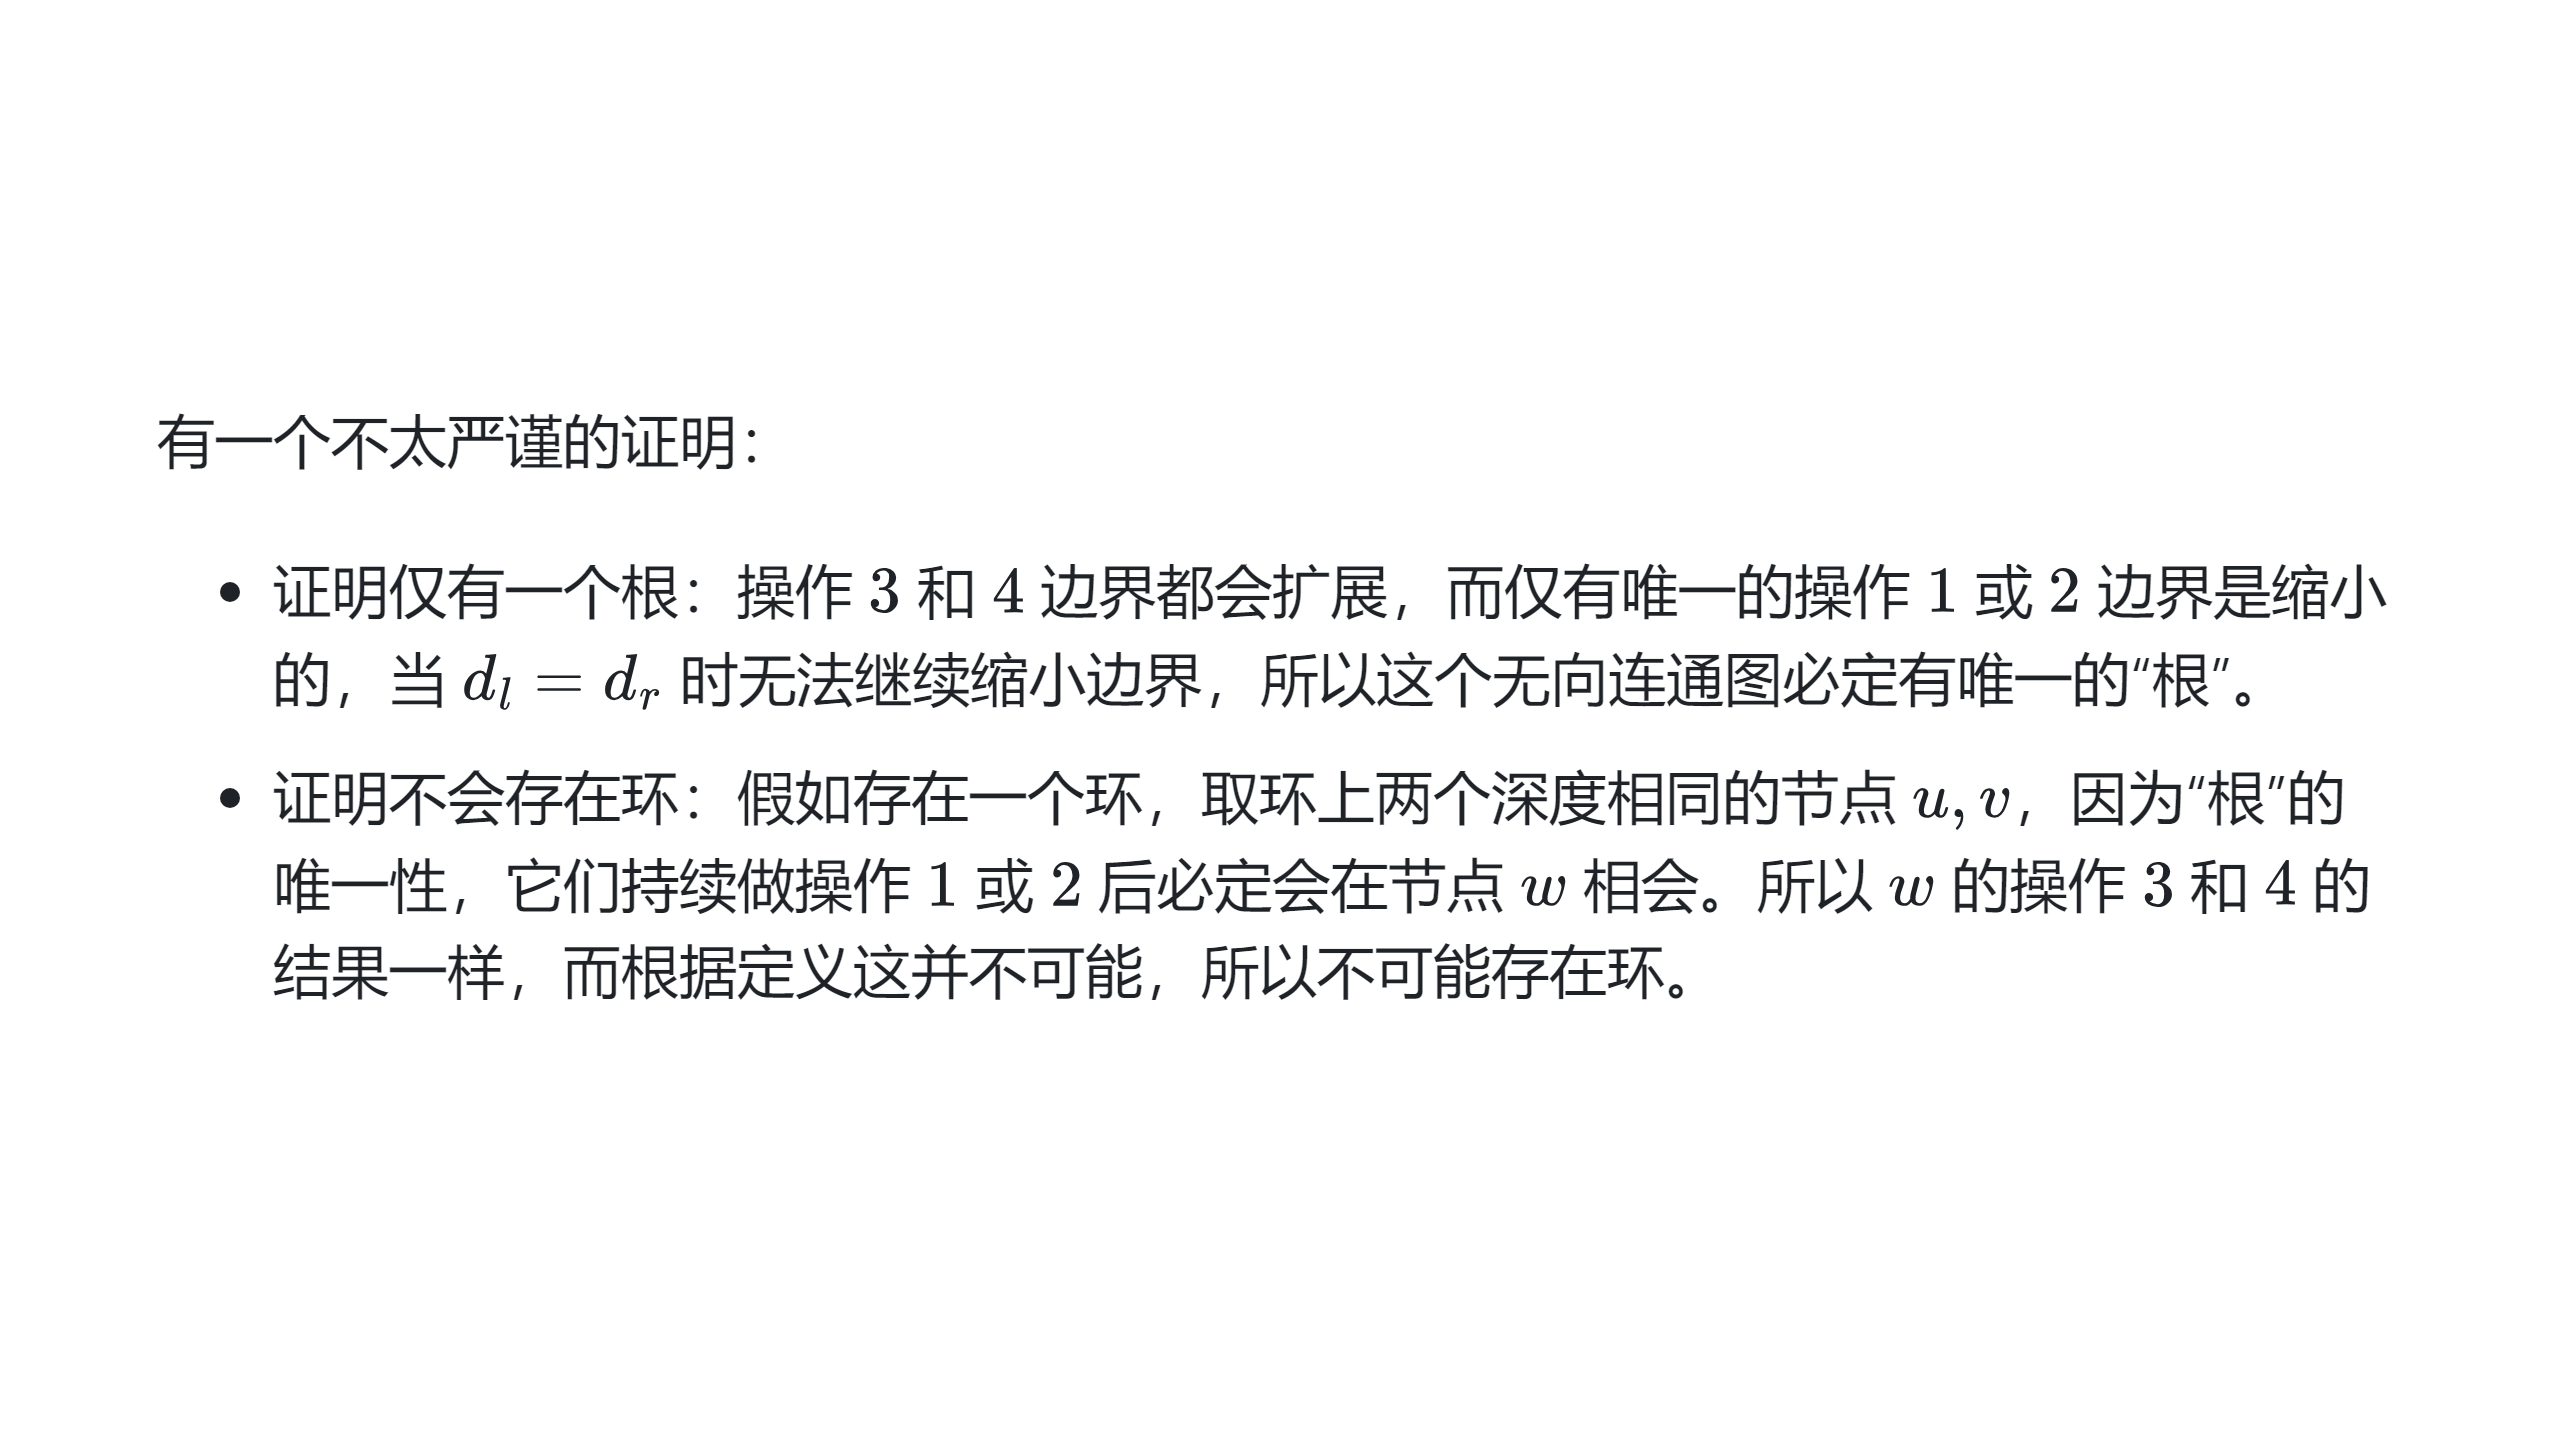 有一个不太严谨的证明：
• 证明仅有一个根：操作 3 和 4 边界都会扩展，而仅有唯一的操作 1 或 2 边界是缩小
的，当 d_l = d_r 时无法继续缩小边界，所以这个无向连通图必定有唯一的“根”。
• 证明不会存在环：假如存在一个环，取环上两个深度相同的节点 u, v，因为“根”的
唯一性，它们持续做操作 1 或 2 后必定会在节点 w 相会。所以 w 的操作 3 和 4 的
结果一样，而根据定义这并不可能，所以不可能存在环。